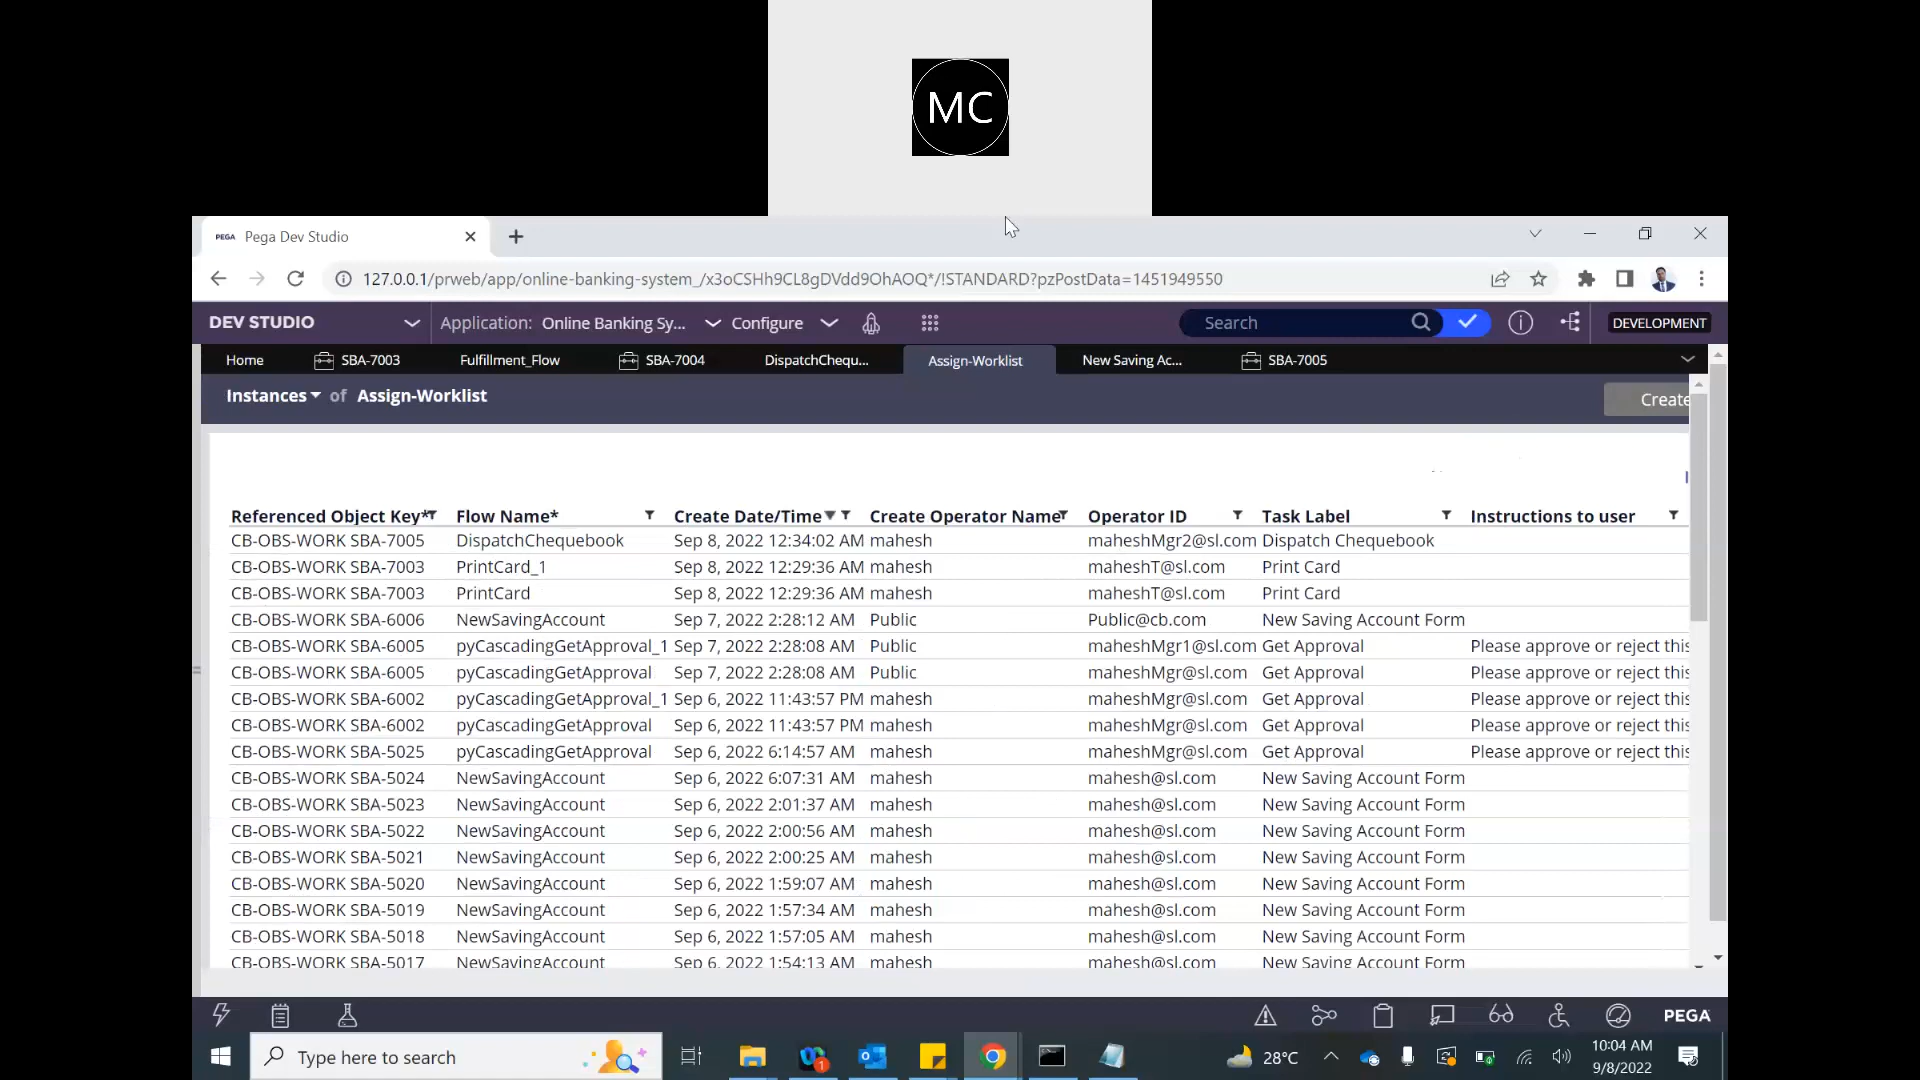 MC
PEGA Pega Dev Studio
127.0.0.1/prweb/app/online-banking-system_/x3oCSHh9CL8gDVdd9OhAOQ*/!STANDARD?pzPostData=1451949550
DEV STUDIO Application: Online Banking Sy... Configure Search DEVELOPMENT
Home SBA-7003 Fulfillment_Flow SBA-7004 DispatchChequ... Assign-Worklist New Saving Ac... SBA-7005
Instances of Assign-Worklist Create
Referenced Object Key* Flow Name* Create Date/Time Create Operator Name Operator ID Task Label Instructions to user
CB-OBS-WORK SBA-7005 DispatchChequebook Sep 8, 2022 12:34:02 AM mahesh maheshMgr2@sl.com Dispatch Chequebook
CB-OBS-WORK SBA-7003 PrintCard_1 Sep 8, 2022 12:29:36 AM mahesh maheshT@sl.com Print Card
CB-OBS-WORK SBA-7003 PrintCard Sep 8, 2022 12:29:36 AM mahesh maheshT@sl.com Print Card
CB-OBS-WORK SBA-6006 NewSavingAccount Sep 7, 2022 2:28:12 AM Public Public@cb.com New Saving Account Form
CB-OBS-WORK SBA-6005 pyCascadingGetApproval_1 Sep 7, 2022 2:28:08 AM Public maheshMgr1@sl.com Get Approval Please approve or reject this
CB-OBS-WORK SBA-6005 pyCascadingGetApproval Sep 7, 2022 2:28:08 AM Public maheshMgr@sl.com Get Approval Please approve or reject this
CB-OBS-WORK SBA-6002 pyCascadingGetApproval_1 Sep 6, 2022 11:43:57 PM mahesh maheshMgr@sl.com Get Approval Please approve or reject this
CB-OBS-WORK SBA-6002 pyCascadingGetApproval Sep 6, 2022 11:43:57 PM mahesh maheshMgr@sl.com Get Approval Please approve or reject this
CB-OBS-WORK SBA-5025 pyCascadingGetApproval Sep 6, 2022 6:14:57 AM mahesh maheshMgr@sl.com Get Approval Please approve or reject this
CB-OBS-WORK SBA-5024 NewSavingAccount Sep 6, 2022 6:07:31 AM mahesh mahesh@sl.com New Saving Account Form
CB-OBS-WORK SBA-5023 NewSavingAccount Sep 6, 2022 2:01:37 AM mahesh mahesh@sl.com New Saving Account Form
CB-OBS-WORK SBA-5022 NewSavingAccount Sep 6, 2022 2:00:56 AM mahesh mahesh@sl.com New Saving Account Form
CB-OBS-WORK SBA-5021 NewSavingAccount Sep 6, 2022 2:00:25 AM mahesh mahesh@sl.com New Saving Account Form
CB-OBS-WORK SBA-5020 NewSavingAccount Sep 6, 2022 1:59:07 AM mahesh mahesh@sl.com New Saving Account Form
CB-OBS-WORK SBA-5019 NewSavingAccount Sep 6, 2022 1:57:34 AM mahesh mahesh@sl.com New Saving Account Form
CB-OBS-WORK SBA-5018 NewSavingAccount Sep 6, 2022 1:57:05 AM mahesh mahesh@sl.com New Saving Account Form
CB-OBS-WORK SBA-5017 NewSavingAccount Sep 6, 2022 1:54:13 AM mahesh mahesh@sl.com New Saving Account Form
PEGA
Type here to search 1 28°C 10:04 AM
9/8/2022